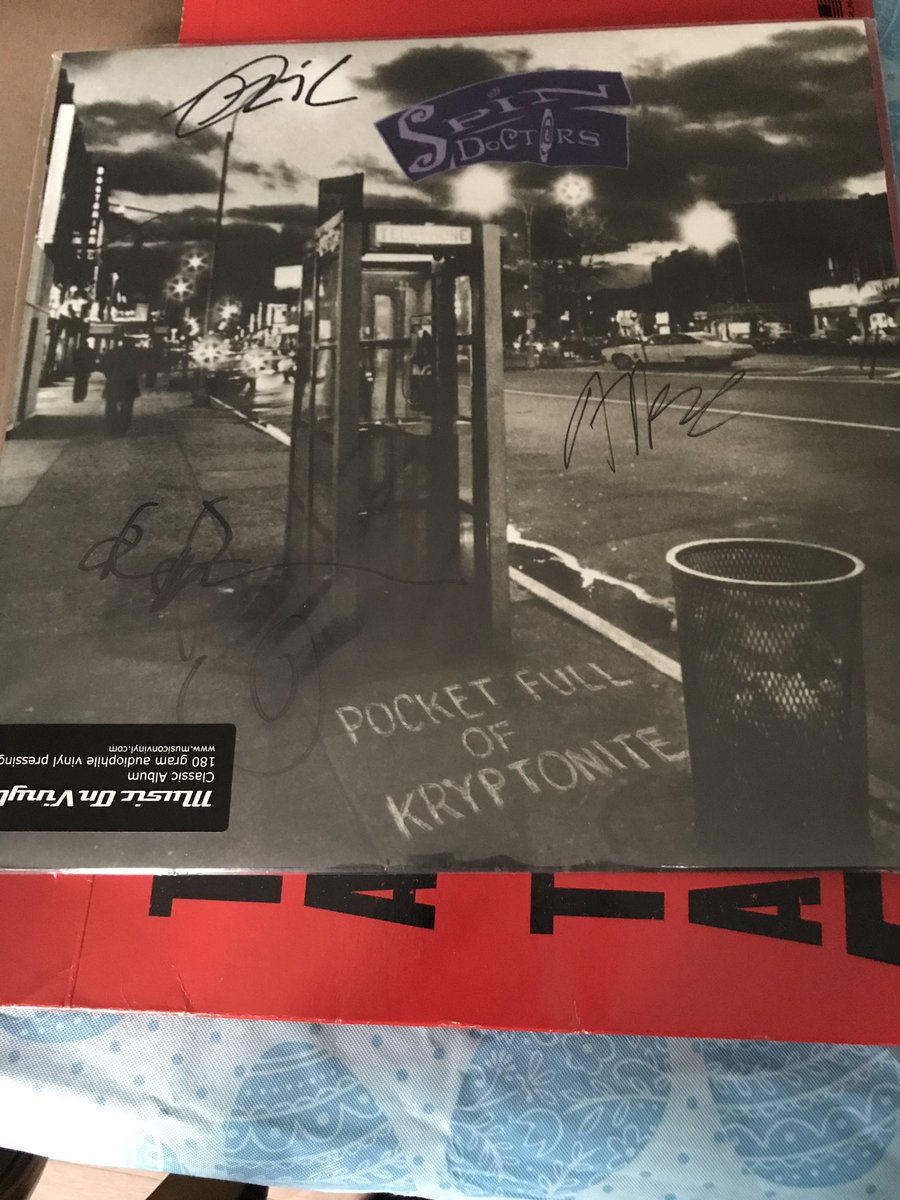 SPIN
DOCTORS
TELEPHONE
POCKET FULL
OF
KRYPTONITE
Music On Vinyl
Classic Album
180 gram audiophile vinyl pressing
www.musiconvinyl.com
T A T A